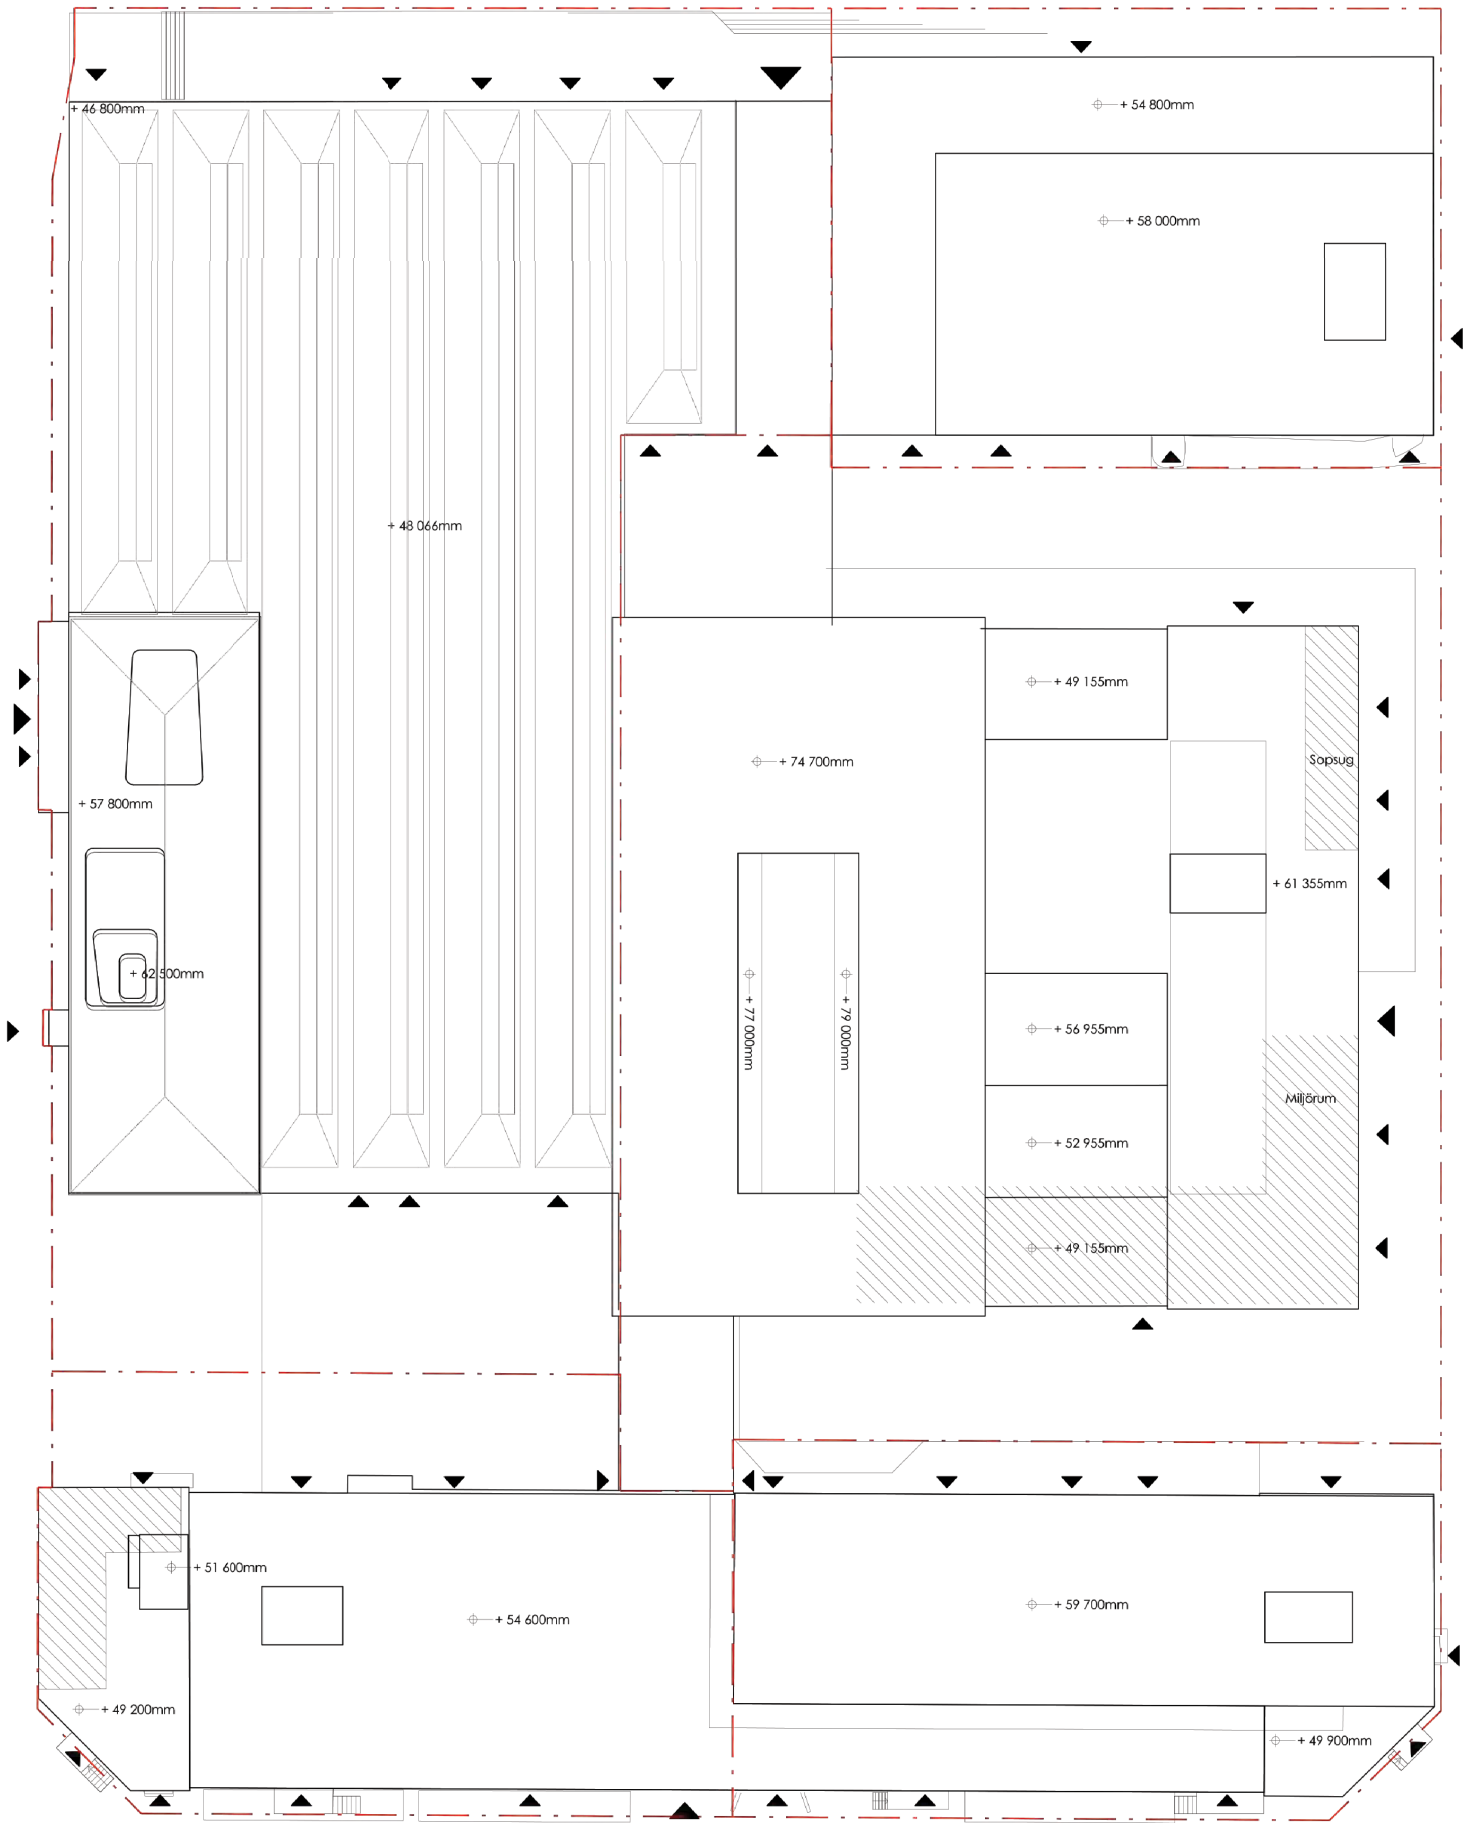 + 46 800mm
+ 54 800mm
+ 58 000mm
+ 48 066mm
+ 49 155mm
+ 74 700mm
Sopsug
+ 57 800mm
+ 61 355mm
+ 62 500mm
+ 77 000mm
+ 79 000mm
+ 56 955mm
Miljörum
+ 52 955mm
+ 49 155mm
+ 51 600mm
+ 54 600mm
+ 59 700mm
+ 49 200mm
+ 49 900mm